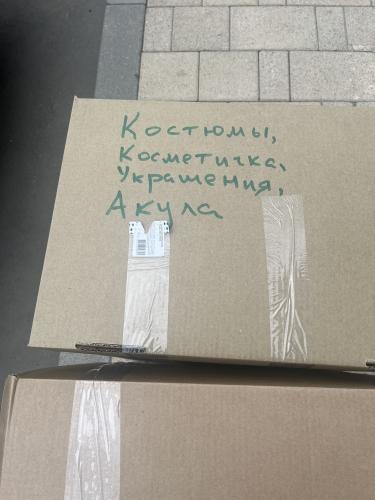 Костюмы,
Косметичка,
Украшения,
Акула